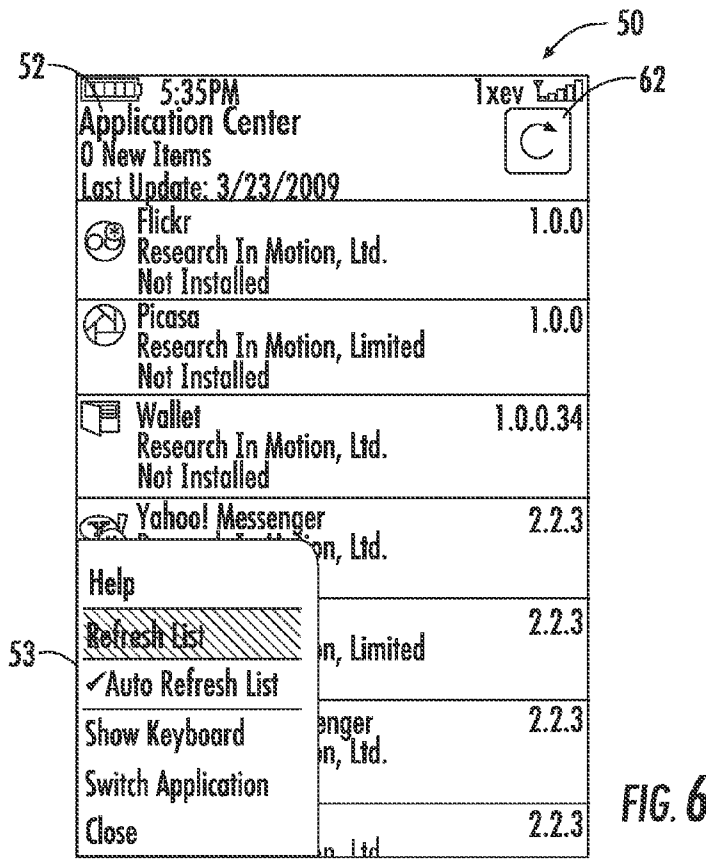 50
52
5:35PM 1xev
62
Application Center
0 New Items
Last Update: 3/23/2009
Flickr 1.0.0
Research In Motion, Ltd.
Not Installed
Picasa 1.0.0
Research In Motion, Limited
Not Installed
Wallet 1.0.0.34
Research In Motion, Ltd.
Not Installed
Yahoo! Messenger 2.2.3
Ltd.
Help
2.2.3
Refresh List
Limited
53
✓Auto Refresh List
2.2.3
Show Keyboard
Ltd.
Switch Application
Close
2.2.3
FIG. 6